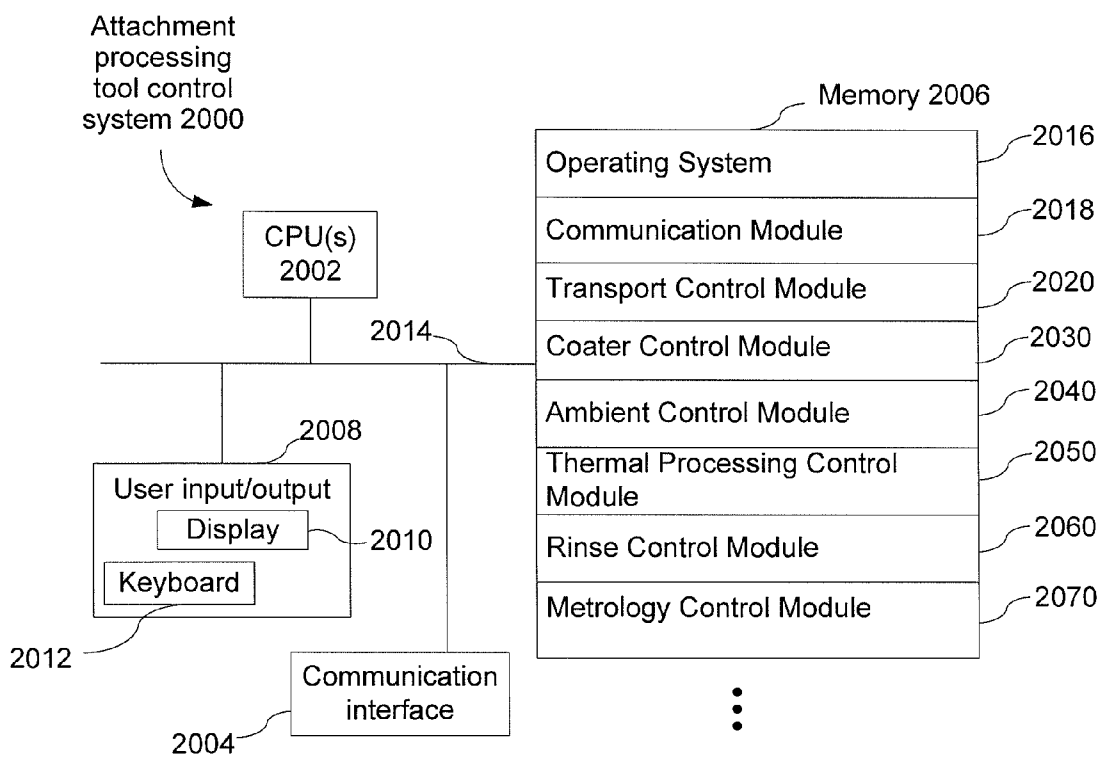 Attachment
processing
tool control
system 2000
Memory 2006
Operating System
2016
CPU(s)
2002
Communication Module
2018
Transport Control Module
2020
2014
Coater Control Module
2030
Ambient Control Module
2040
2008
Thermal Processing Control
Module
2050
User input/output
Display
2010
Rinse Control Module
2060
Keyboard
Metrology Control Module
2070
2012
Communication
interface
2004